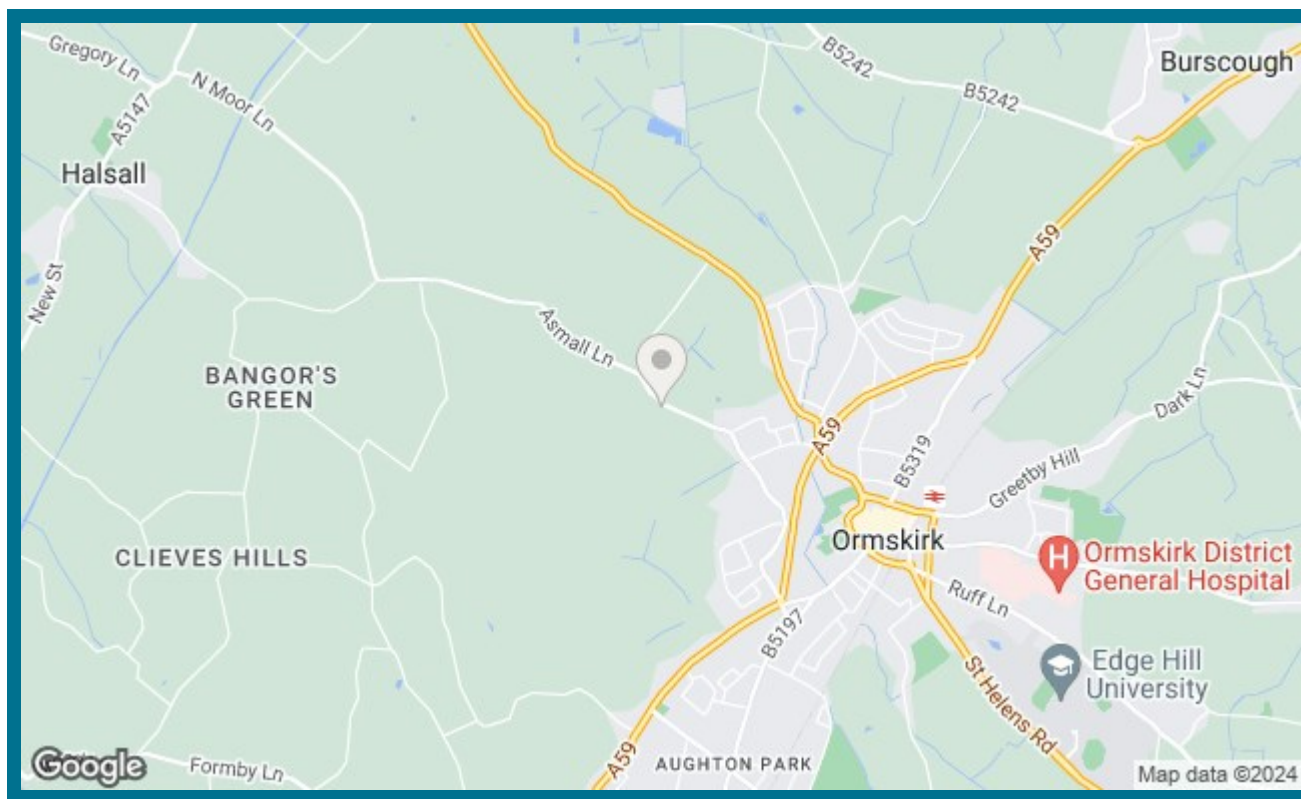 Gregory Ln
A5147
N Moor Ln
B5242
B5242
Burscough
Halsall
New St
A59
Asmall Ln
BANGOR'S
GREEN
Dark Ln
A59
B5319
Greetby Hill
CLIEVES HILLS
Ormskirk
H
Ormskirk District
General Hospital
Ruff Ln
B5197
Edge Hill
University
St Helens Rd
A59
AUGHTON PARK
Formby Ln
Google
Map data ©2024